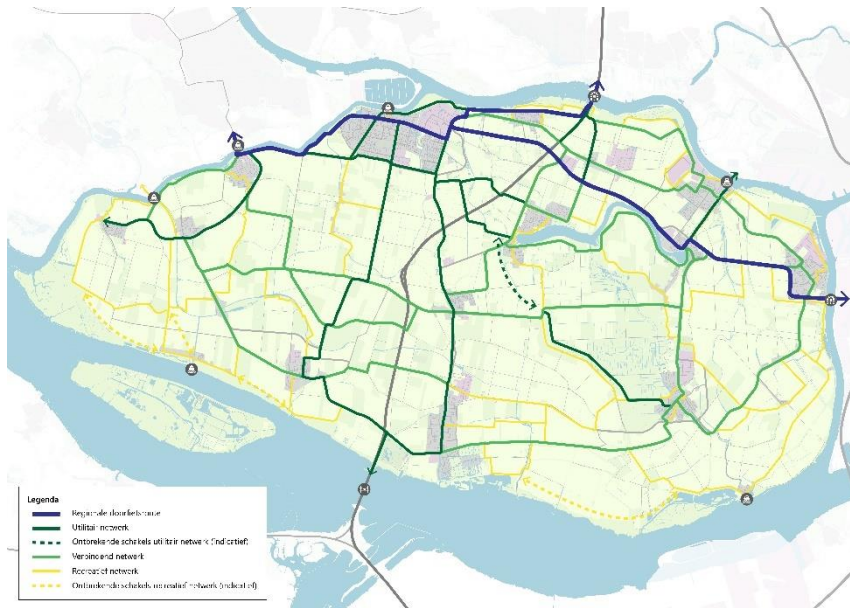 Legenda
Regionale doorfietsroute
Utilitair netwerk
Ontbrekende schakels utilitair netwerk (indicatief)
Verbindend netwerk
Recreatief netwerk
Ontbrekende schakels recreatief netwerk (indicatief)